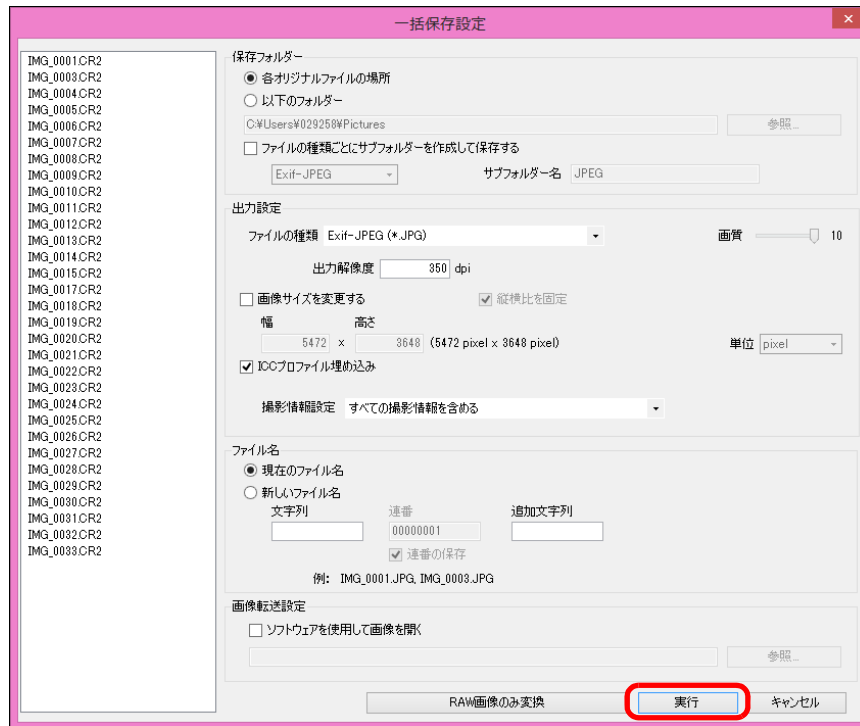 一括保存設定
IMG_0001.CR2
IMG_0003.CR2
IMG_0004.CR2
IMG_0005.CR2
IMG_0006.CR2
IMG_0007.CR2
IMG_0008.CR2
IMG_0009.CR2
IMG_0010.CR2
IMG_0011.CR2
IMG_0012.CR2
IMG_0013.CR2
IMG_0014.CR2
IMG_0015.CR2
IMG_0017.CR2
IMG_0018.CR2
IMG_0019.CR2
IMG_0020.CR2
IMG_0021.CR2
IMG_0022.CR2
IMG_0023.CR2
IMG_0024.CR2
IMG_0025.CR2
IMG_0026.CR2
IMG_0027.CR2
IMG_0028.CR2
IMG_0029.CR2
IMG_0030.CR2
IMG_0031.CR2
IMG_0032.CR2
IMG_0033.CR2
保存フォルダー
各オリジナルファイルの場所
以下のフォルダー
C:¥Users¥029258¥Pictures 参照...
ファイルの種類ごとにサブフォルダーを作成して保存する
Exif-JPEG サブフォルダー名 JPEG
出力設定
ファイルの種類 Exif-JPEG (*.JPG) 画質 10
出力解像度 350 dpi
画像サイズを変更する 縦横比を固定
幅 高さ
5472 x 3648 (5472 pixel x 3648 pixel) 単位 pixel
ICCプロファイル埋め込み
撮影情報設定 すべての撮影情報を含める
ファイル名
現在のファイル名
新しいファイル名
文字列 連番 追加文字列
00000001
連番の保存
例: IMG_0001.JPG, IMG_0003.JPG
画像転送設定
ソフトウェアを使用して画像を開く
参照...
RAW画像のみ変換 実行 キャンセル